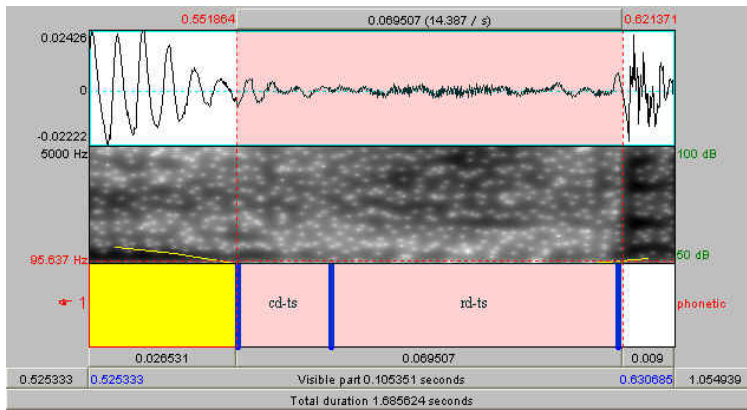 0.551864 0.069507 (14.387 / s) 0.621371
0.02426
0
-0.02222
5000 Hz 100 dB
95.637 Hz 50 dB
1 cd-ts rd-ts phonetic
0.026531 0.069507 0.009
0.525333 0.525333 Visible part 0.105351 seconds 0.630685 1.054939
Total duration 1.685624 seconds